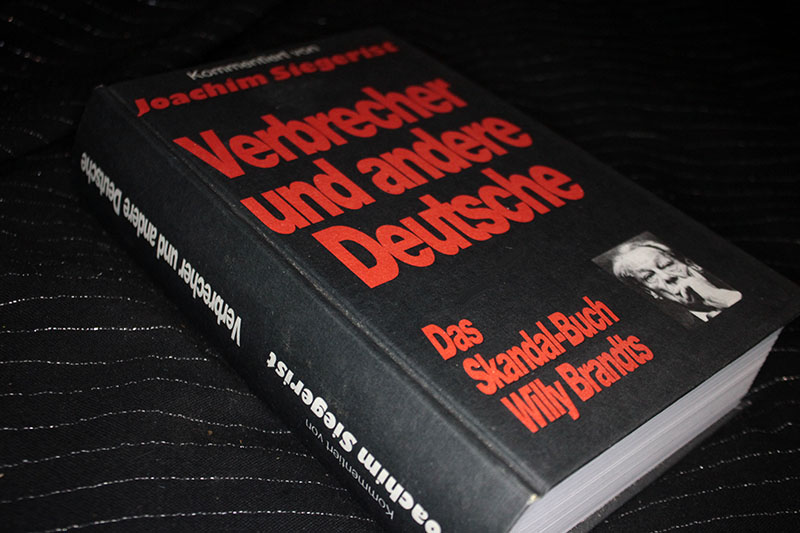 Kommentiert von
Joachim Siegerist
Verbrecher
und andere
Deutsche
Das
Skandal-Buch
Willy Brandts
Verbrecher und andere Deutsche
Kommentiert von
Joachim Siegerist